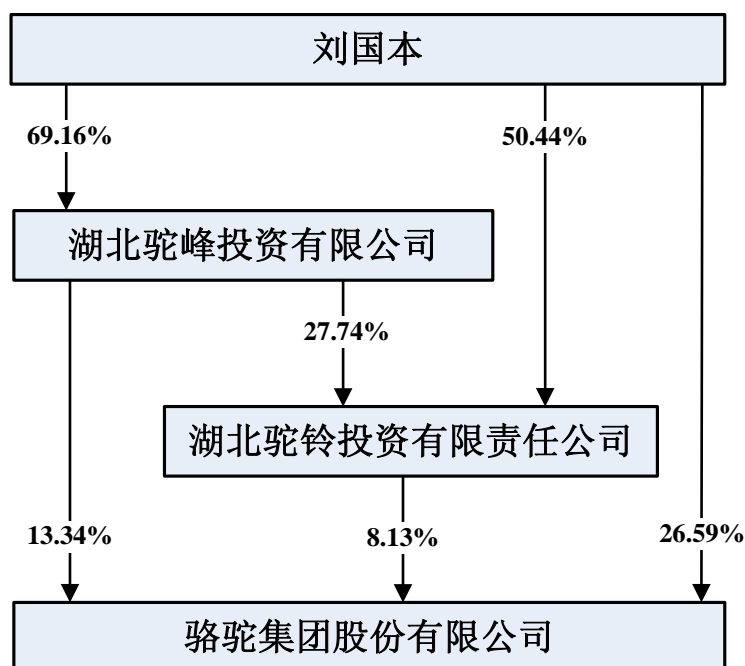 刘国本
69.16%
50.44%
湖北驼峰投资有限公司
27.74%
湖北驼铃投资有限责任公司
13.34%
8.13%
26.59%
骆驼集团股份有限公司